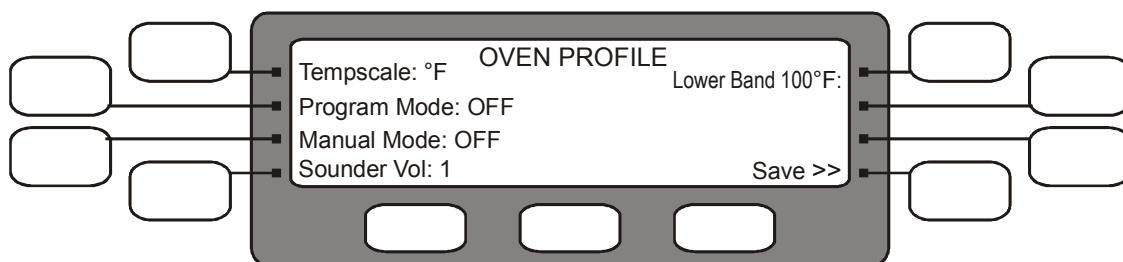 OVEN PROFILE
Tempscale: °F
Lower Band 100°F:
Program Mode: OFF
Manual Mode: OFF
Sounder Vol: 1
Save >>